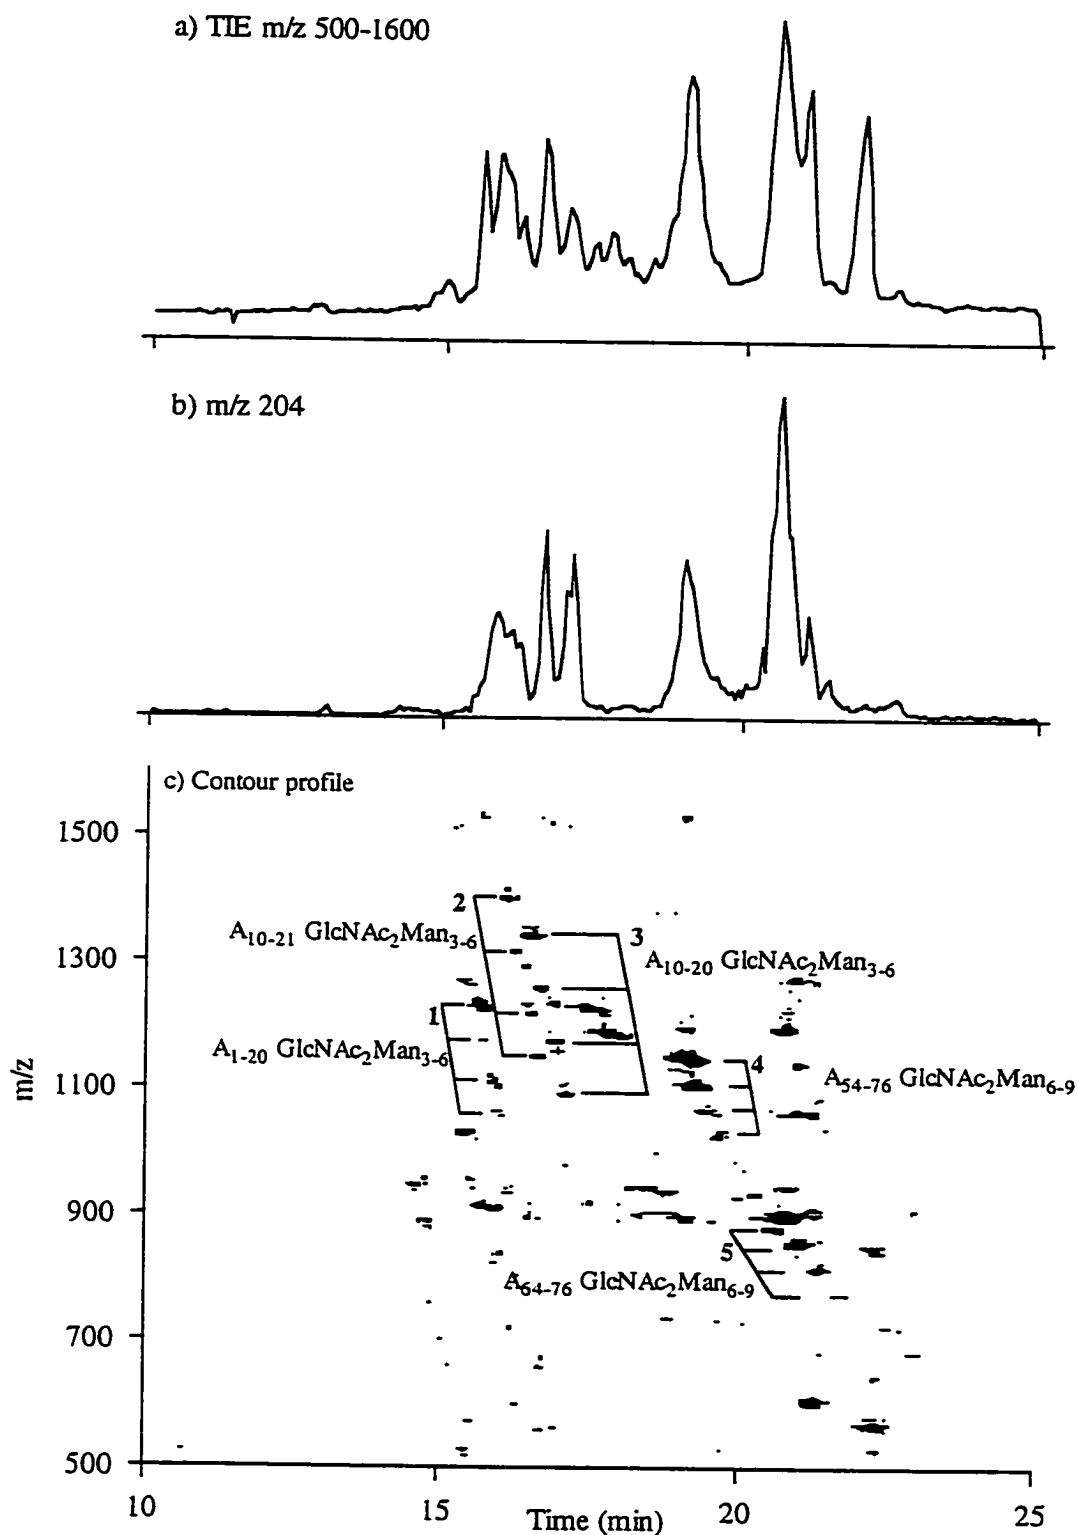 a) TIE m/z 500-1600
b) m/z 204
c) Contour profile
1500
2
A10-21 GlcNAc2Man3-6
3
1300
A10-20 GlcNAc2Man3-6
1
A1-20 GlcNAc2Man3-6
4
m/z
1100
A54-76 GlcNAc2Man6-9
900
5
A64-76 GlcNAc2Man6-9
700
500
10
15
20
25
Time (min)